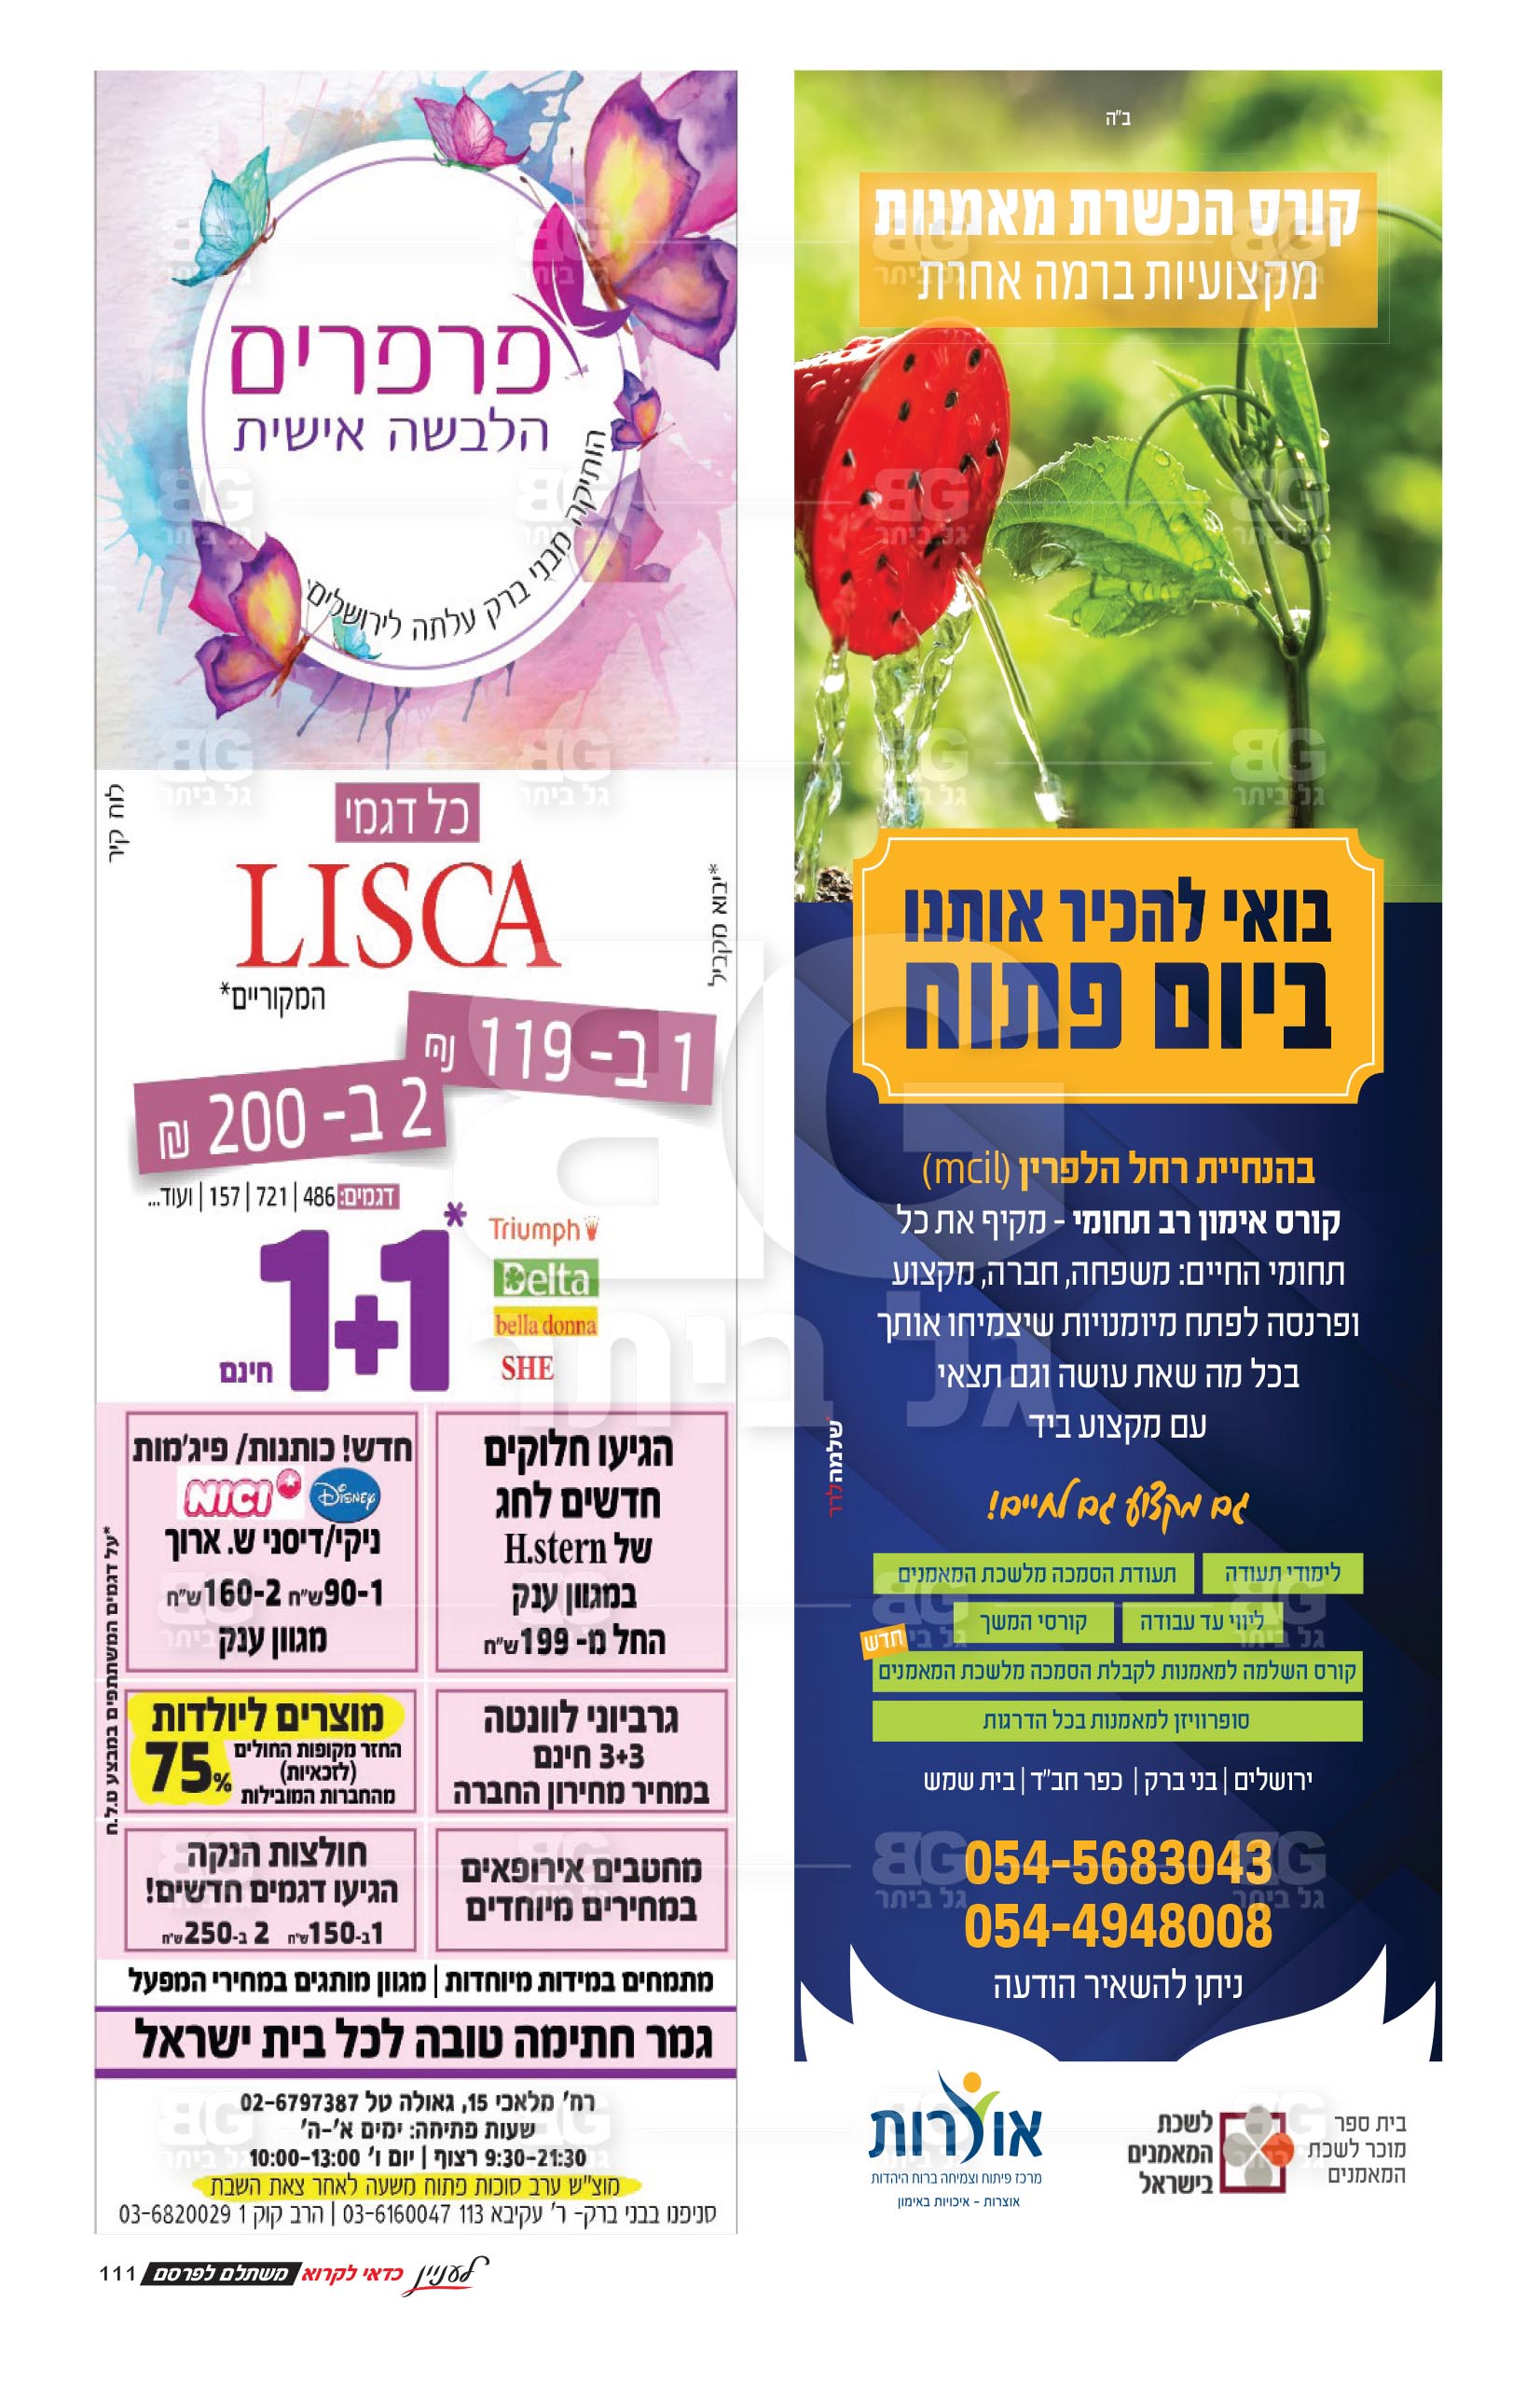 ב"ה
קורס הכשרת מאמנות
מקצועיות ברמה אחרת
בואי להכיר אותנו
ביום פתוח
בהנחיית רחל הלפרין (mcil)
קורס אימון רב תחומי - מקיף את כל
תחומי החיים: משפחה, חברה, מקצוע
ופרנסה לפתח מיומנויות שיצמיחו אותך
בכל מה שאת עושה וגם תצאי
עם מקצוע ביד
גם מקצוע גם לחיים!
לימודי תעודה
תעודת הסמכה מלשכת המאמנים
ליווי עד עבודה
קורסי המשך
חדש
קורס השלמה למאמנות לקבלת הסמכה מלשכת המאמנים
סופרוויזן למאמנות בכל הדרגות
ירושלים | בני ברק | כפר חב"ד | בית שמש
054-5683043
054-4948008
ניתן להשאיר הודעה
שלמהלרר
בית ספר
מוכר לשכת
המאמנים
לשכת
המאמנים
בישראל
אוצרות
מרכז פיתוח וצמיחה ברוח היהדות
אוצרות - איכויות באימון
פרפרים
הלבשה אישית
הותיקה מבני ברק עלתה לירושלים
לוח קיר
כל דגמי
LISCA
המקוריים*
*יבוא מקביל
1 ב- 119 ₪
2 ב- 200 ₪
דגמים: 486 | 721 | 157 | ועוד...
1+1*
חינם
Triumph
Delta
bella donna
SHE
הגיעו חלוקים
חדשים לחג
של H.stern
במגוון ענק
החל מ- 199 ש"ח
חדש! כותנות/ פיג'מות
NICI Disney
ניקי/דיסני ש. ארוך
90-1 ש"ח 160-2 ש"ח
מגוון ענק
גרביוני לוונטה
3+3 חינם
במחיר מחירון החברה
מוצרים ליולדות
החזר מקופות החולים
(לזכאיות)
75%
מהחברות המובילות
מחטבים אירופאים
במחירים מיוחדים
חולצות הנקה
הגיעו דגמים חדשים!
1ב-150 ש"ח 2 ב-250 ש"ח
*על דגמים המשתתפים במבצע ט.ל.ח
מתמחים במידות מיוחדות | מגוון מותגים במחירי המפעל
גמר חתימה טובה לכל בית ישראל
רח' מלאכי 15, גאולה טל 02-6797387
שעות פתיחה: ימים א'-ה'
9:30-21:30 רצוף | יום ו' 10:00-13:00
מוצ"ש ערב סוכות פתוח משעה לאחר צאת השבת
סניפנו בבני ברק- ר' עקיבא 113 03-6160047 | הרב קוק 1 03-6820029
לעניין כדאי לקרוא משתלם לפרסם 111
BG
גל ביתר